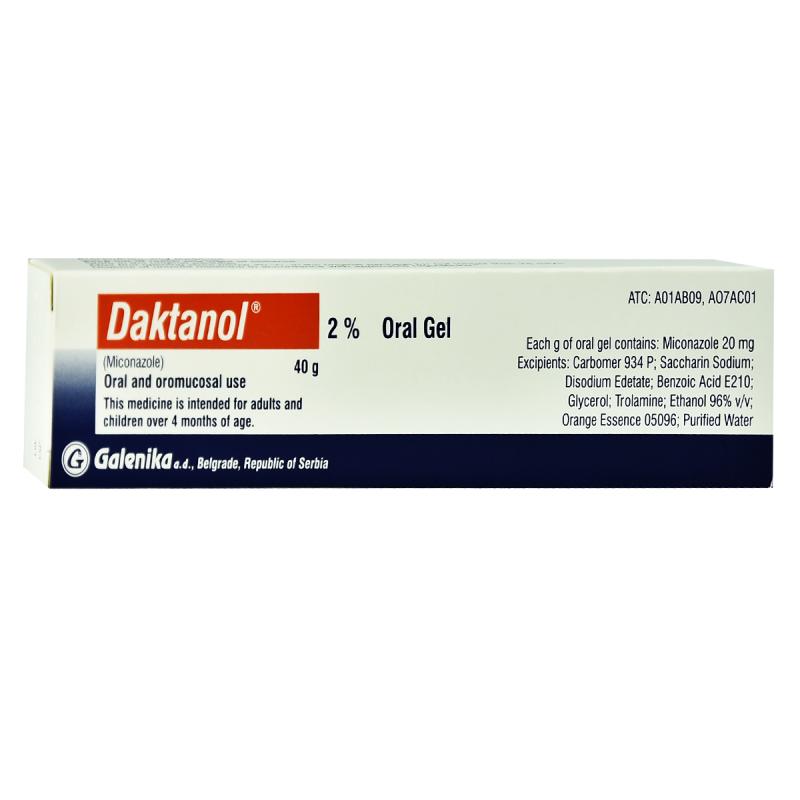 Daktanol®
2 % Oral Gel
(Miconazole)
40 g
Oral and oromucosal use
This medicine is intended for adults and
children over 4 months of age.
G Galenika a.d., Belgrade, Republic of Serbia
ATC: A01AB09, AO7AC01
Each g of oral gel contains: Miconazole 20 mg
Excipients: Carbomer 934 P; Saccharin Sodium;
Disodium Edetate; Benzoic Acid E210;
Glycerol; Trolamine; Ethanol 96% v/v;
Orange Essence 05096; Purified Water